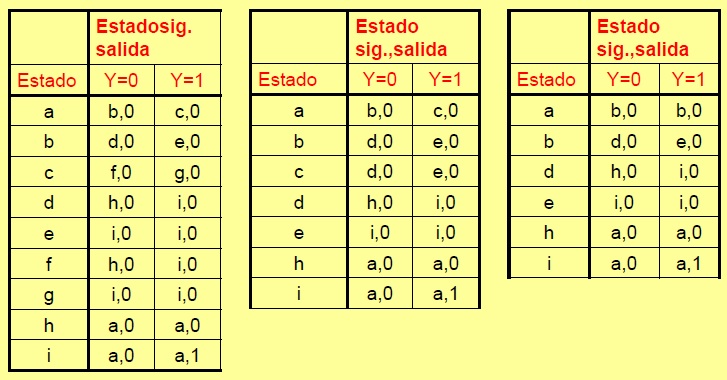 Estadosig.
salida
Estado Y=0 Y=1
a b,0 c,0
b d,0 e,0
c f,0 g,0
d h,0 i,0
e i,0 i,0
f h,0 i,0
g i,0 i,0
h a,0 a,0
i a,0 a,1
Estado
sig.,salida
Estado Y=0 Y=1
a b,0 c,0
b d,0 e,0
c d,0 e,0
d h,0 i,0
e i,0 i,0
h a,0 a,0
i a,0 a,1
Estado
sig.,salida
Estado Y=0 Y=1
a b,0 b,0
b d,0 e,0
d h,0 i,0
e i,0 i,0
h a,0 a,0
i a,0 a,1